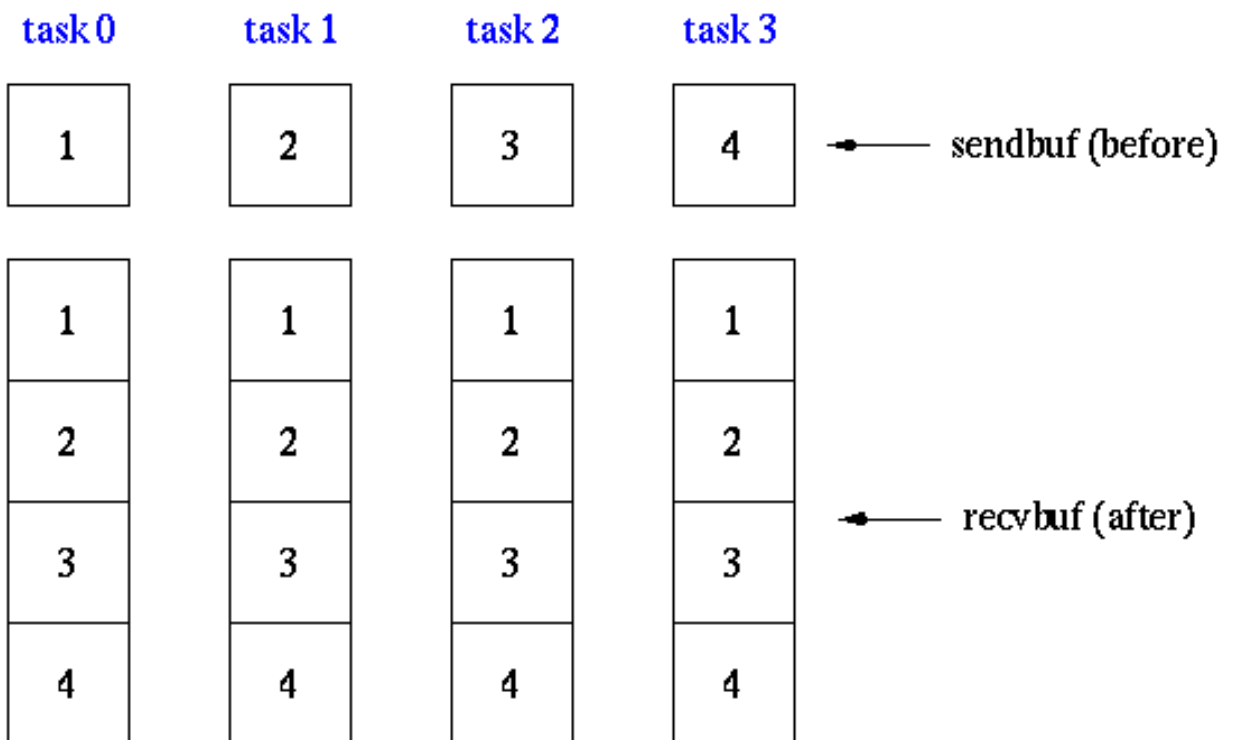 task 0 task 1 task 2 task 3
1 2 3 4 sendbuf (before)
1 1 1 1
2 2 2 2
recvbuf (after)
3 3 3 3
4 4 4 4